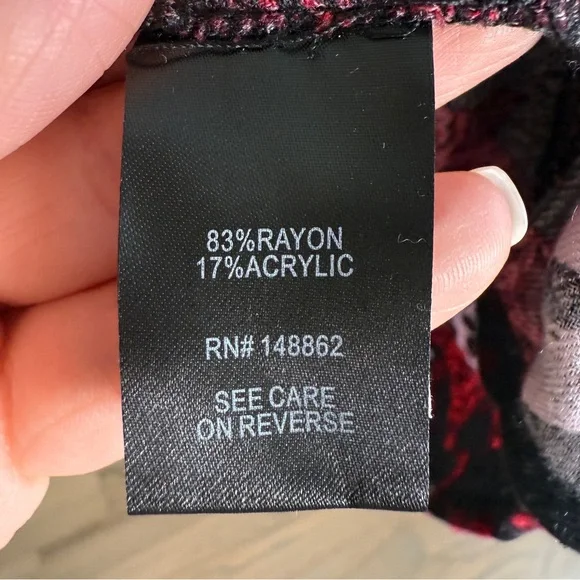 83%RAYON
17%ACRYLIC
RN# 148862
SEE CARE
ON REVERSE